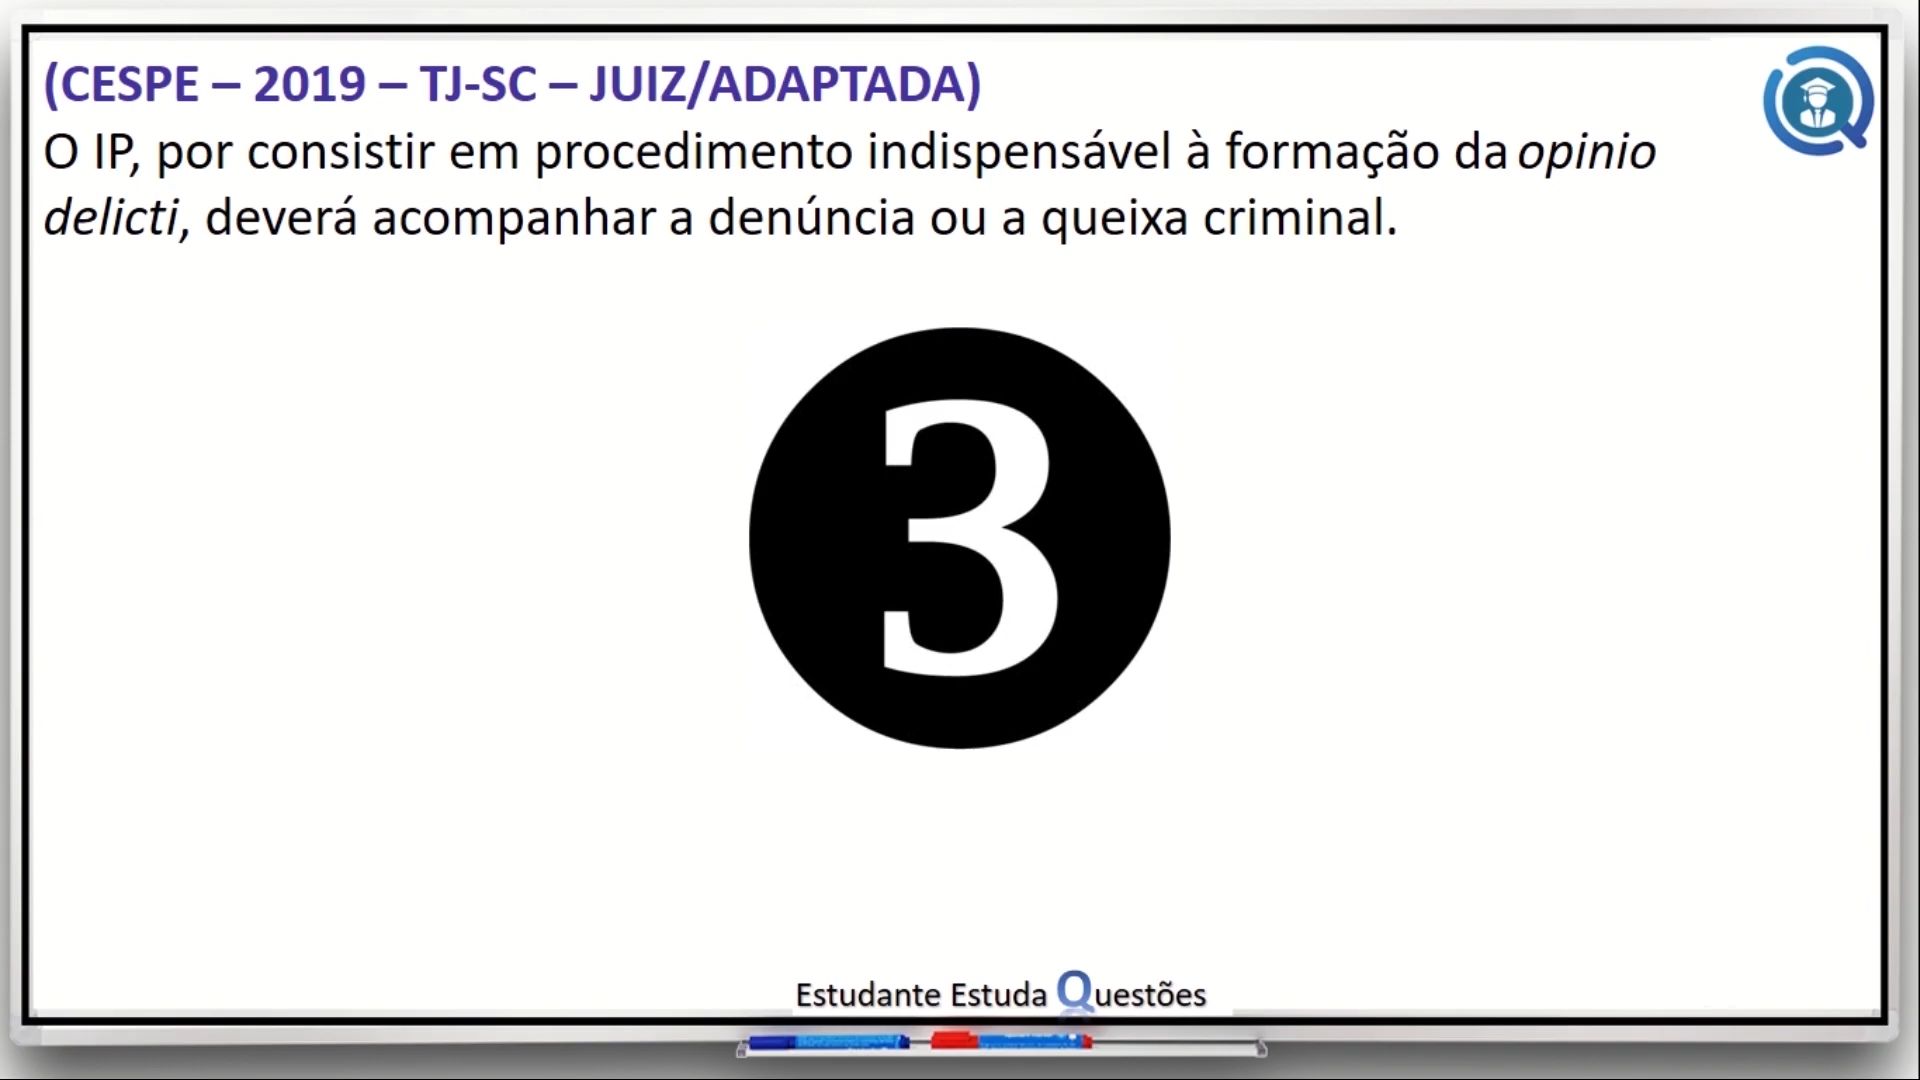 (CESPE – 2019 – TJ-SC – JUIZ/ADAPTADA)
O IP, por consistir em procedimento indispensável à formação da opinio
delicti, deverá acompanhar a denúncia ou a queixa criminal.
3
Estudante Estuda Questões